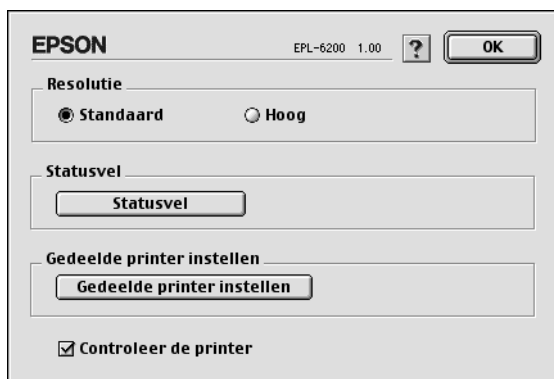 EPSON EPL-6200 1.00 ? OK
Resolutie
Standaard Hoog
Statusvel
Statusvel
Gedeelde printer instellen
Gedeelde printer instellen
Controleer de printer